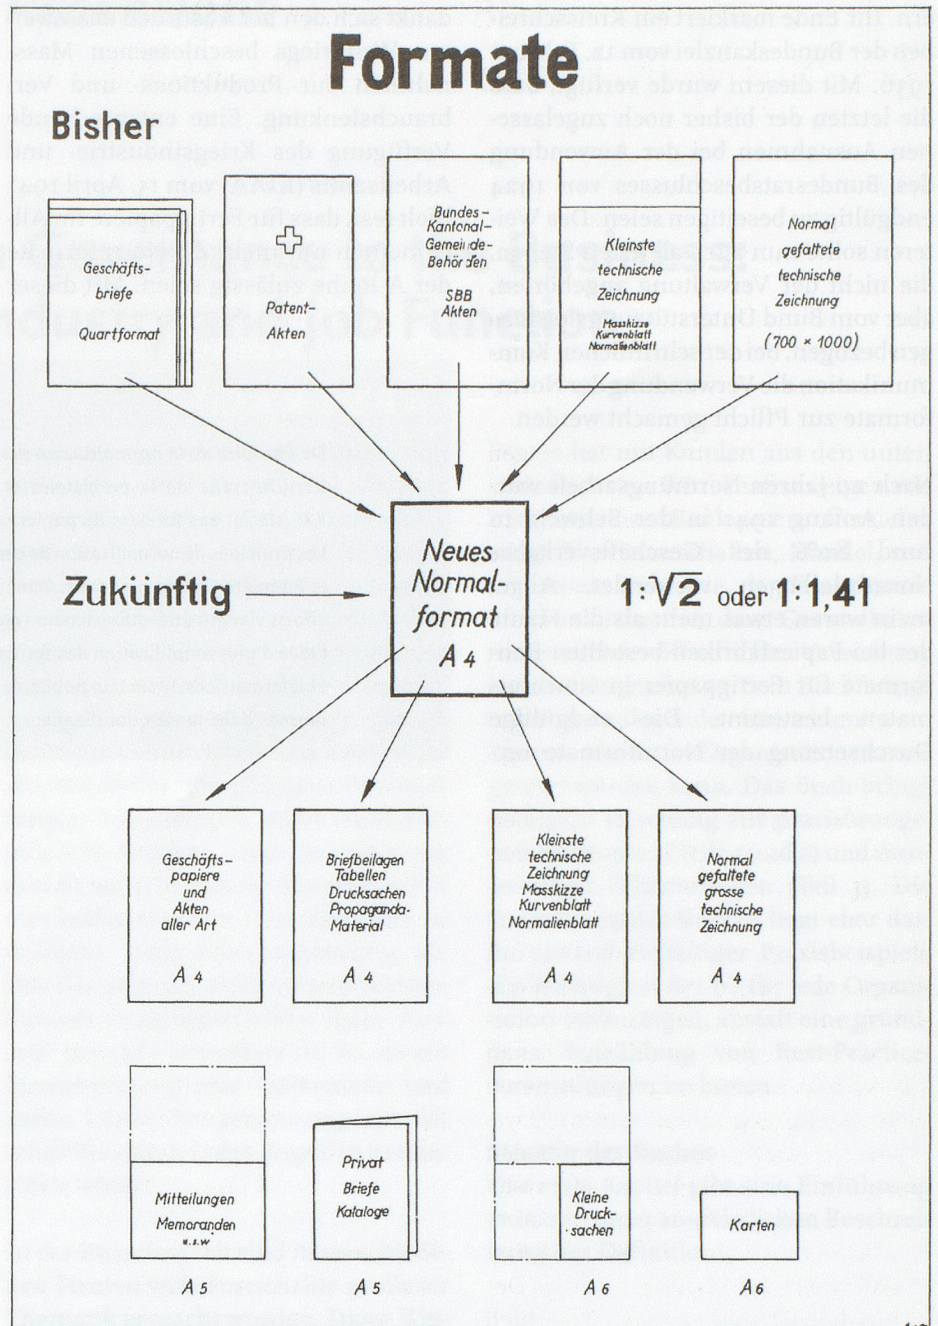 Formate
Bisher
Geschäfts-
briefe
Quartformat
Patent-
Akten
Bundes-
Kantonal-
Gemeinde-
Behörden
SBB
Akten
Kleinste
technische
Zeichnung
Masskizze
Kurvenblatt
Normalienblatt
Normal
gefaltete
technische
Zeichnung
(700 × 1000)
Zukünftig
Neues
Normal-
format
A 4
1:√2 oder 1:1,41
Geschäfts-
papiere
und
Akten
aller Art
A 4
Briefbeilagen
Tabellen
Drucksachen
Propaganda-
Material
A 4
Kleinste
technische
Zeichnung
Masskizze
Kurvenblatt
Normalienblatt
A 4
Normal
gefaltete
grosse
technische
Zeichnung
A 4
Mitteilungen
Memoranden
u.s.w
A 5
Privat
Briefe
Kataloge
A 5
Kleine
Druck-
sachen
A 6
Karten
A 6